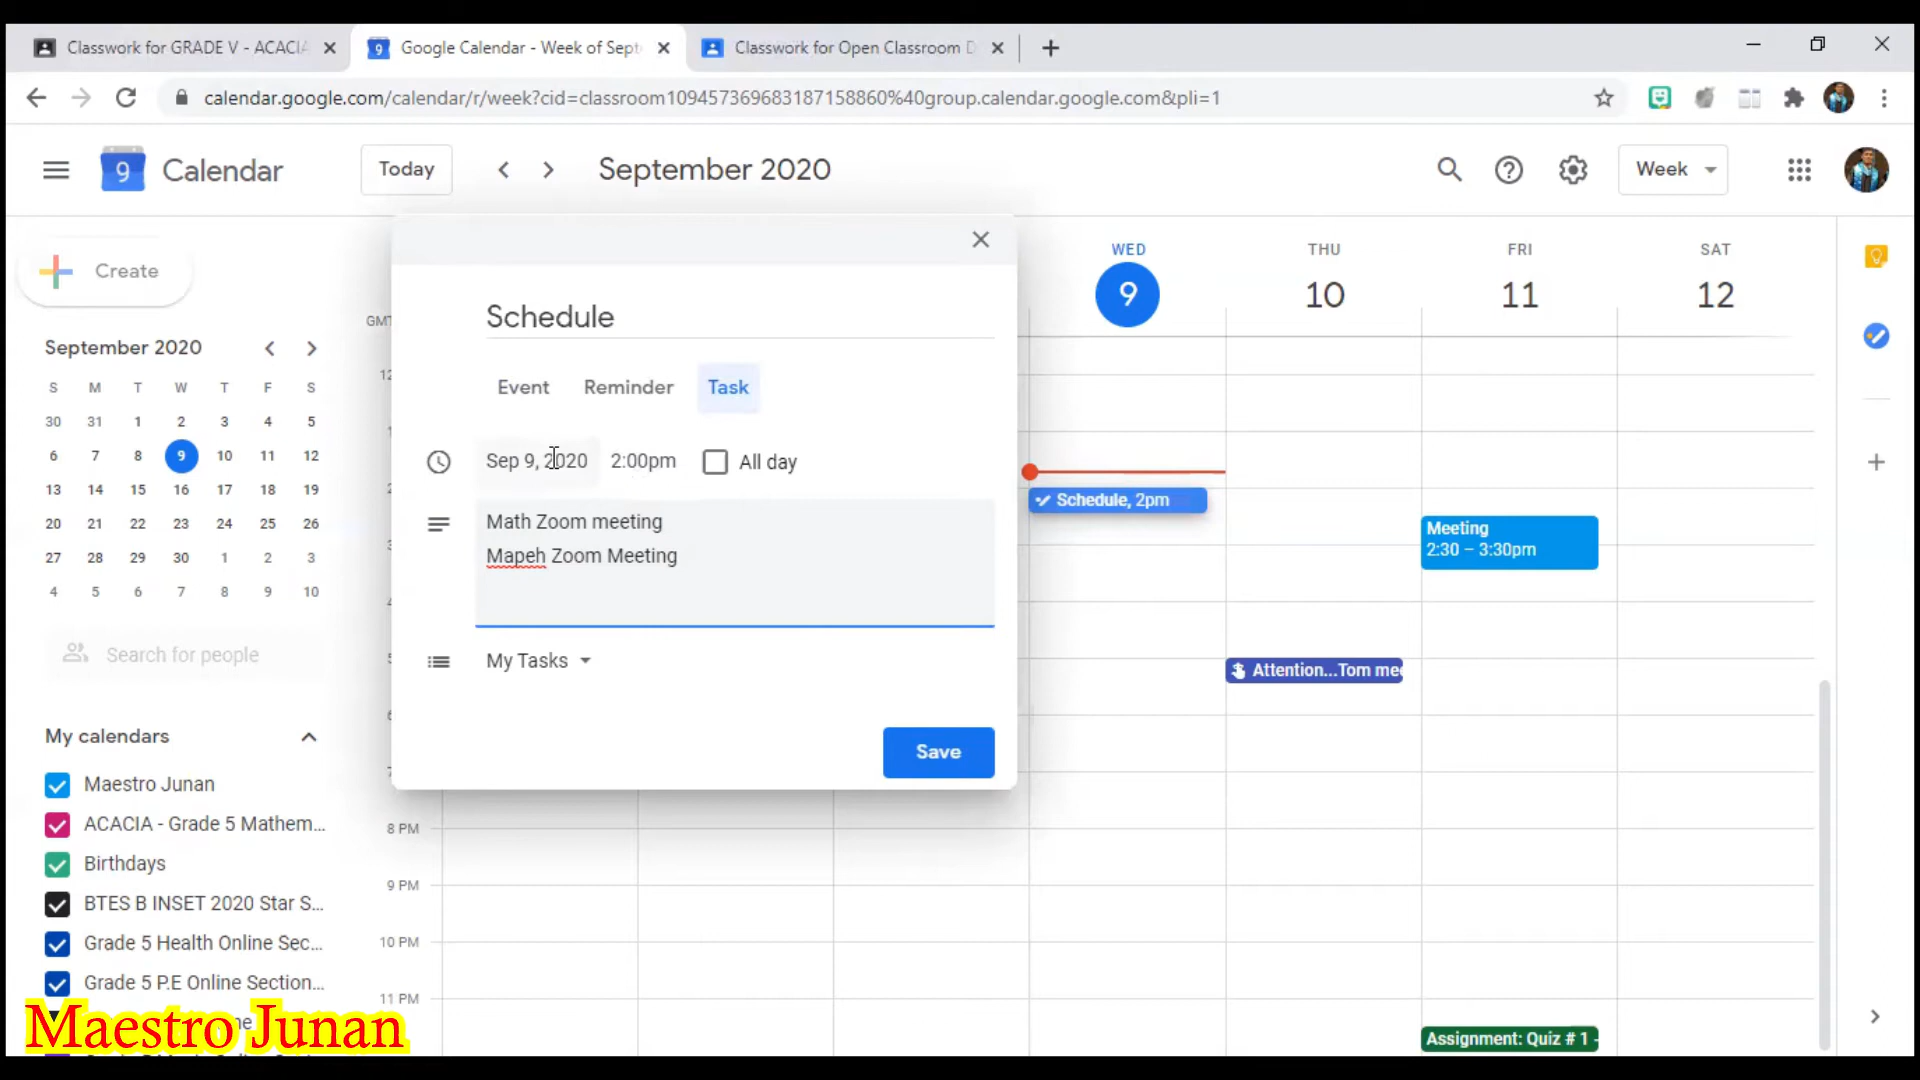 Classwork for GRADE V - ACACIA
Google Calendar - Week of Sept
Classwork for Open Classroom D
calendar.google.com/calendar/r/week?cid=classroom109457369683187158860%40group.calendar.google.com&pli=1
9
Calendar
Today
September 2020
Week
Create
September 2020
S M T W T F S
30 31 1 2 3 4 5
6 7 8 9 10 11 12
13 14 15 16 17 18 19
20 21 22 23 24 25 26
27 28 29 30 1 2 3
4 5 6 7 8 9 10
Search for people
My calendars
Maestro Junan
ACACIA - Grade 5 Mathem...
Birthdays
BTES B INSET 2020 Star S...
Grade 5 Health Online Sec...
Grade 5 P.E Online Section...
Maestro Junan
Schedule
Event Reminder Task
Sep 9, 2020 2:00pm All day
Math Zoom meeting
Mapeh Zoom Meeting
My Tasks
Save
WED THU FRI SAT
9 10 11 12
GMT
Schedule, 2pm
Meeting
2:30 – 3:30pm
Attention...Tom mee
8 PM
9 PM
10 PM
11 PM
Assignment: Quiz # 1 -